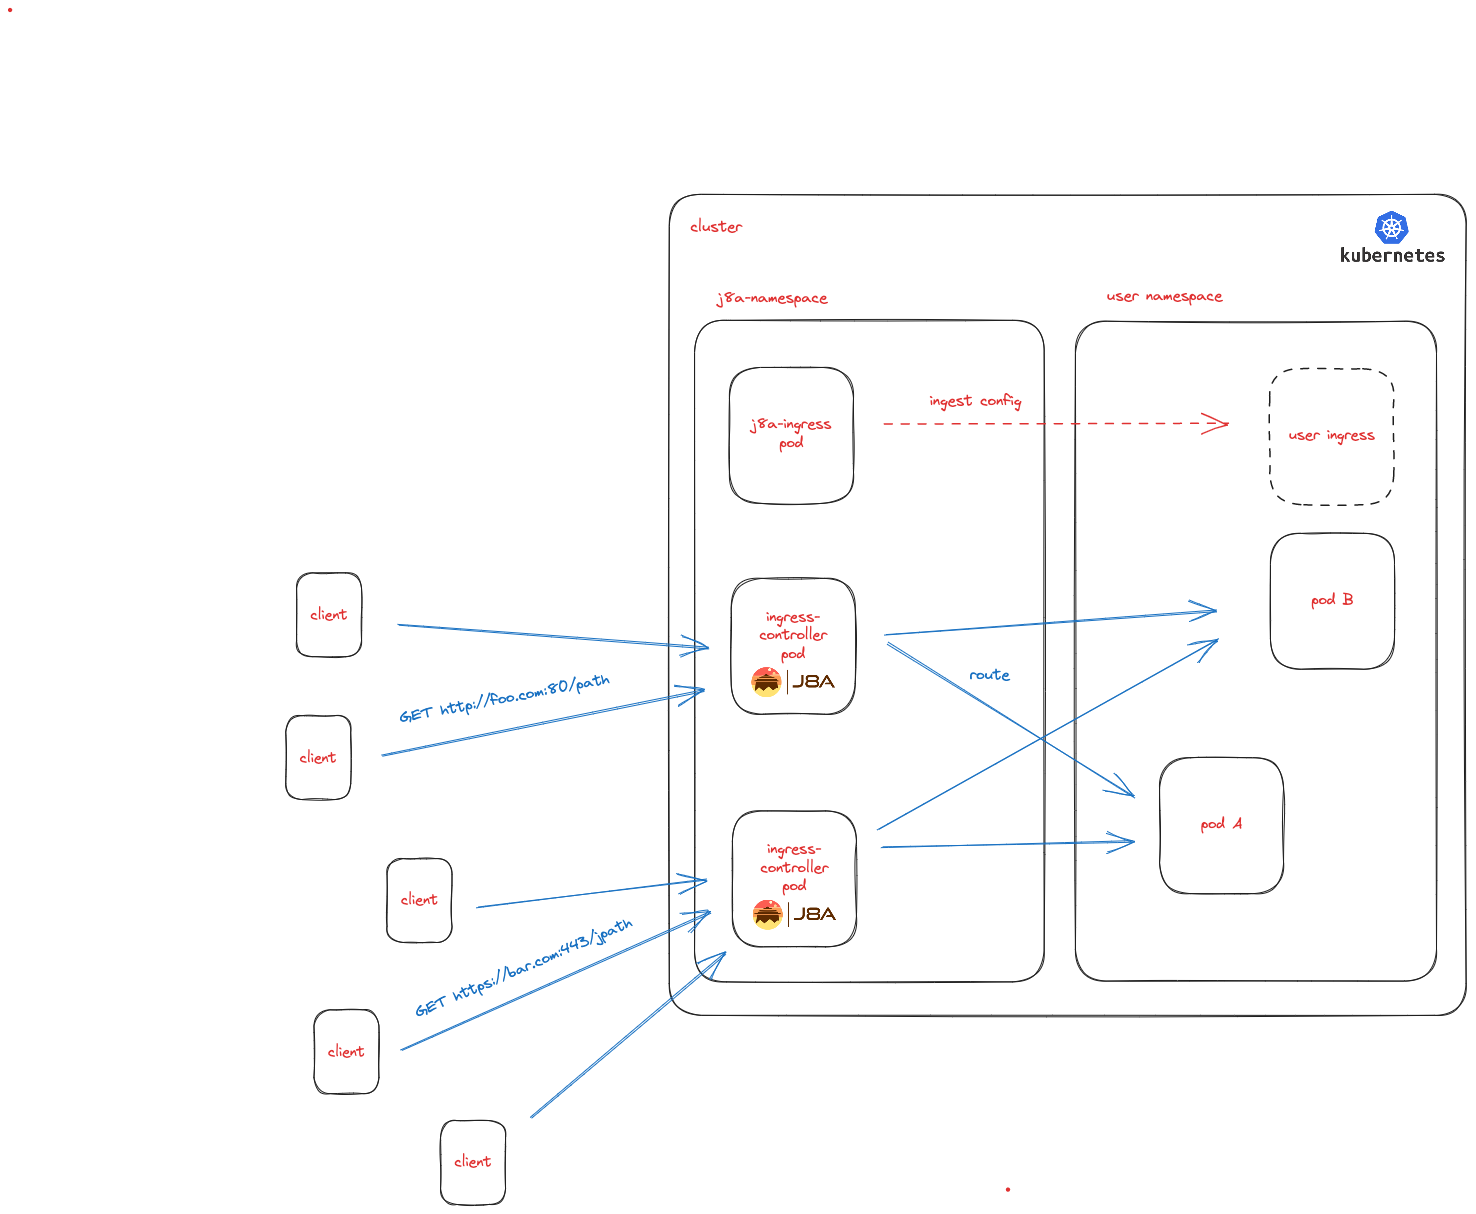 cluster
kubernetes
j8a-namespace
user namespace
j8a-ingress
pod
ingest config
user ingress
client
ingress-
controller
pod
J8A
pod B
route
GET http://foo.com:80/path
client
pod A
ingress-
controller
pod
J8A
client
GET https://bar.com:443/jpath
client
client